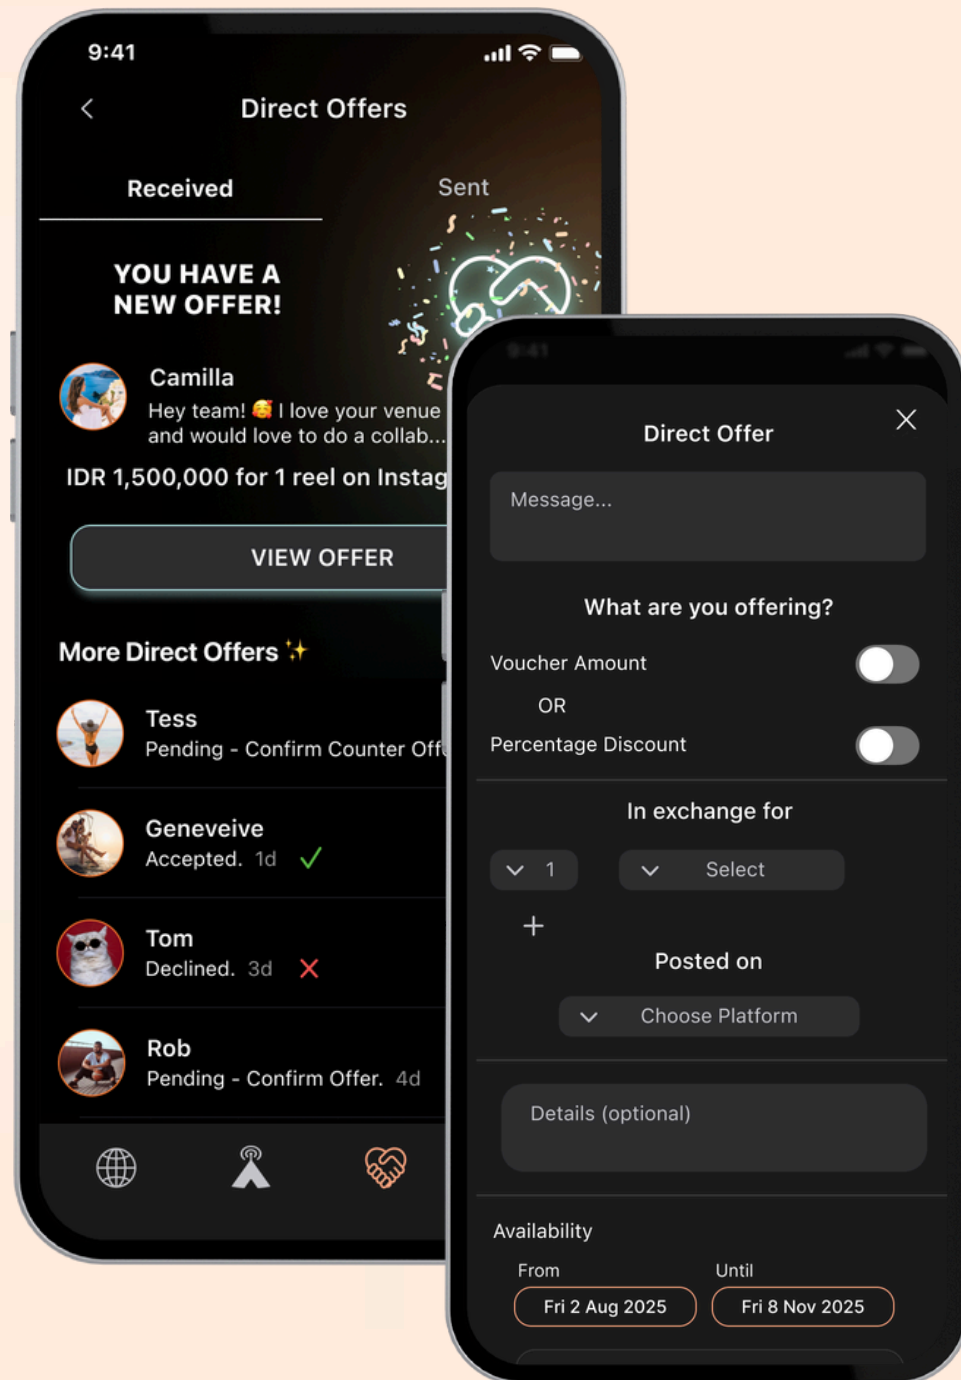 9:41
Direct Offers
Received
Sent
YOU HAVE A
NEW OFFER!
Camilla
Hey team! 🥰 I love your venue
and would love to do a collab...
IDR 1,500,000 for 1 reel on Instag
VIEW OFFER
More Direct Offers ✨
Tess
Pending - Confirm Counter Off
Geneveive
Accepted. 1d
Tom
Declined. 3d
Rob
Pending - Confirm Offer. 4d
9:41
Direct Offer
Message...
What are you offering?
Voucher Amount
OR
Percentage Discount
In exchange for
1
Select
Posted on
Choose Platform
Details (optional)
Availability
From
Until
Fri 2 Aug 2025
Fri 8 Nov 2025